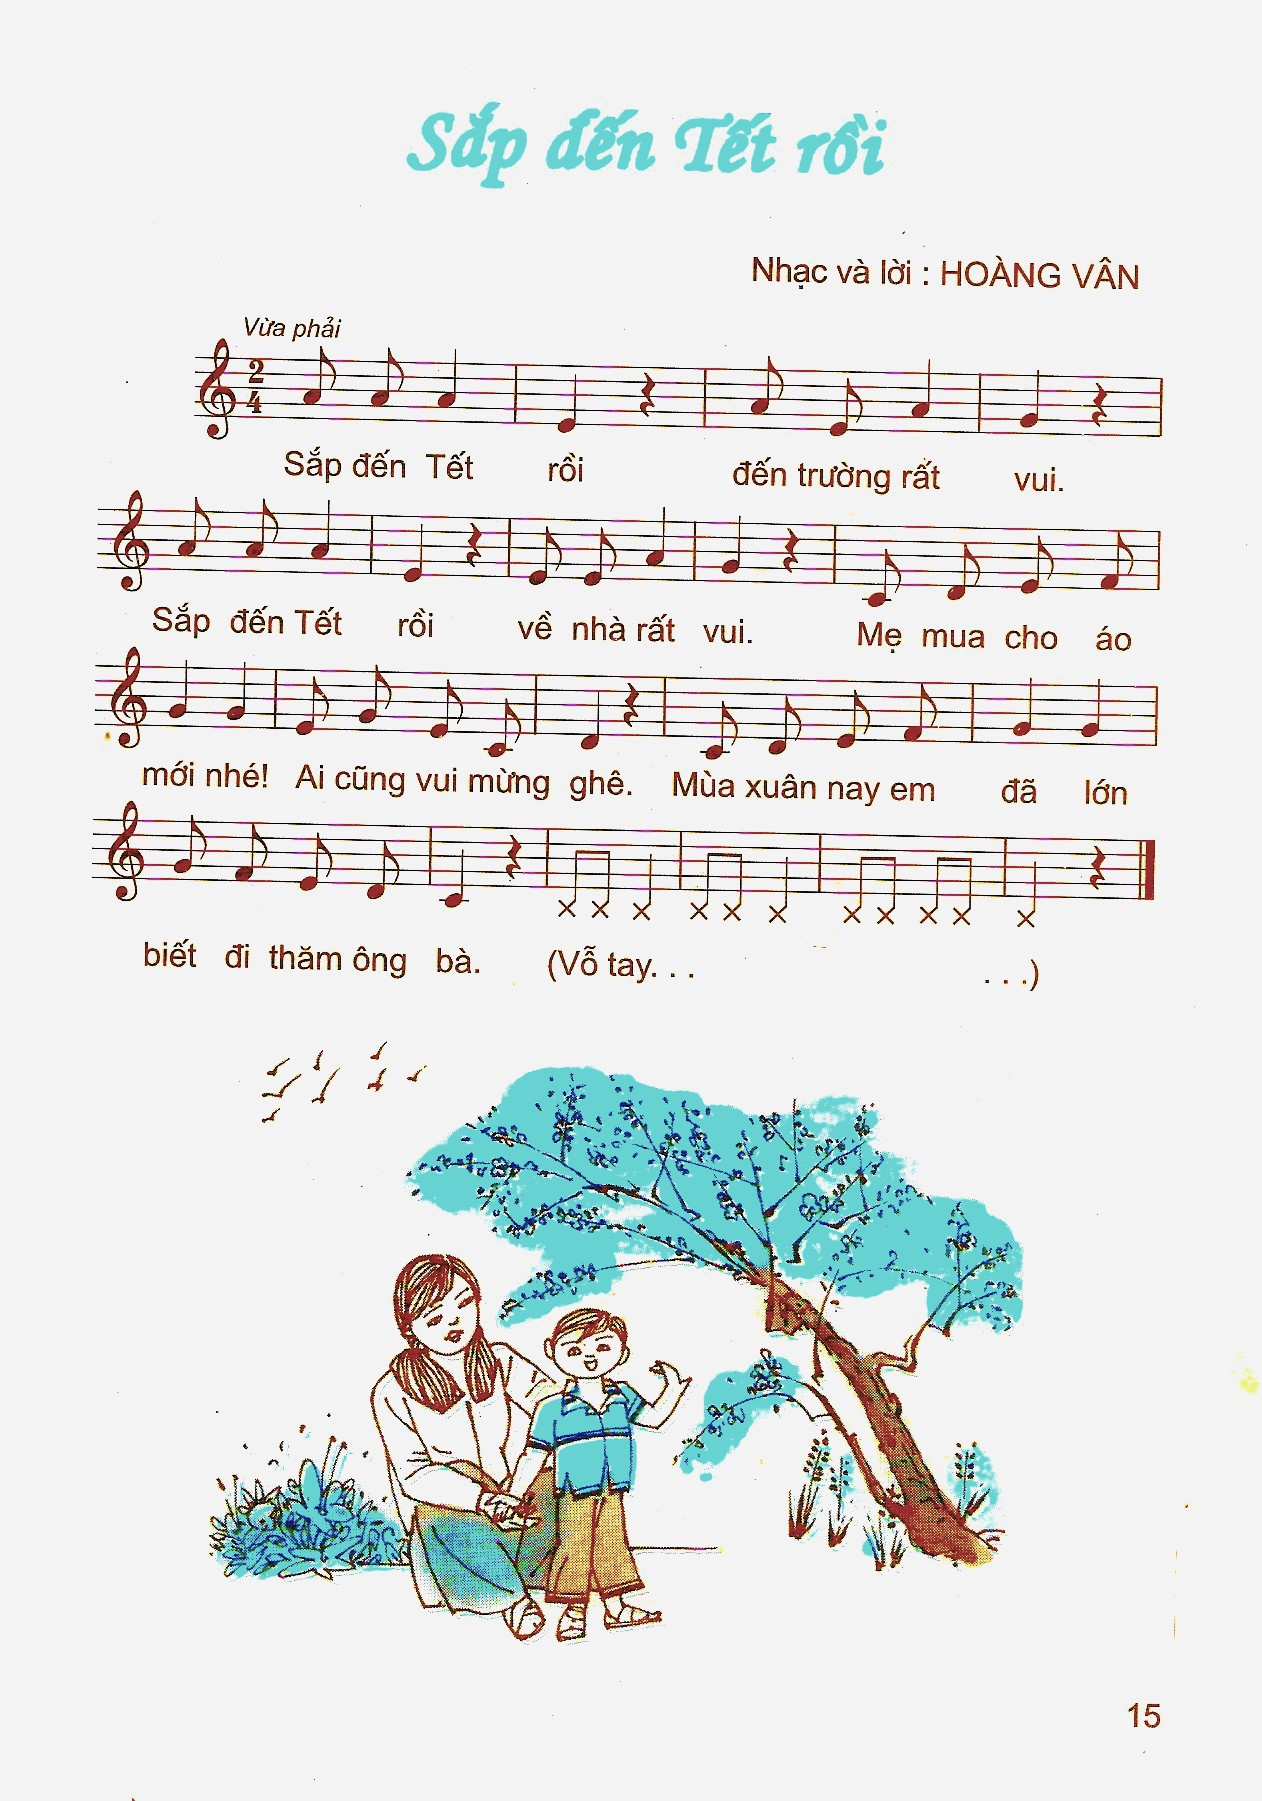 Sắp đến Tết rồi
Nhạc và lời : HOÀNG VÂN
Vừa phải
2
4
Sắp đến Tết rồi đến trường rất vui.
Sắp đến Tết rồi về nhà rất vui. Mẹ mua cho áo
mới nhé! Ai cũng vui mừng ghê. Mùa xuân nay em đã lớn
biết đi thăm ông bà. (Vỗ tay. . . . . .)
15